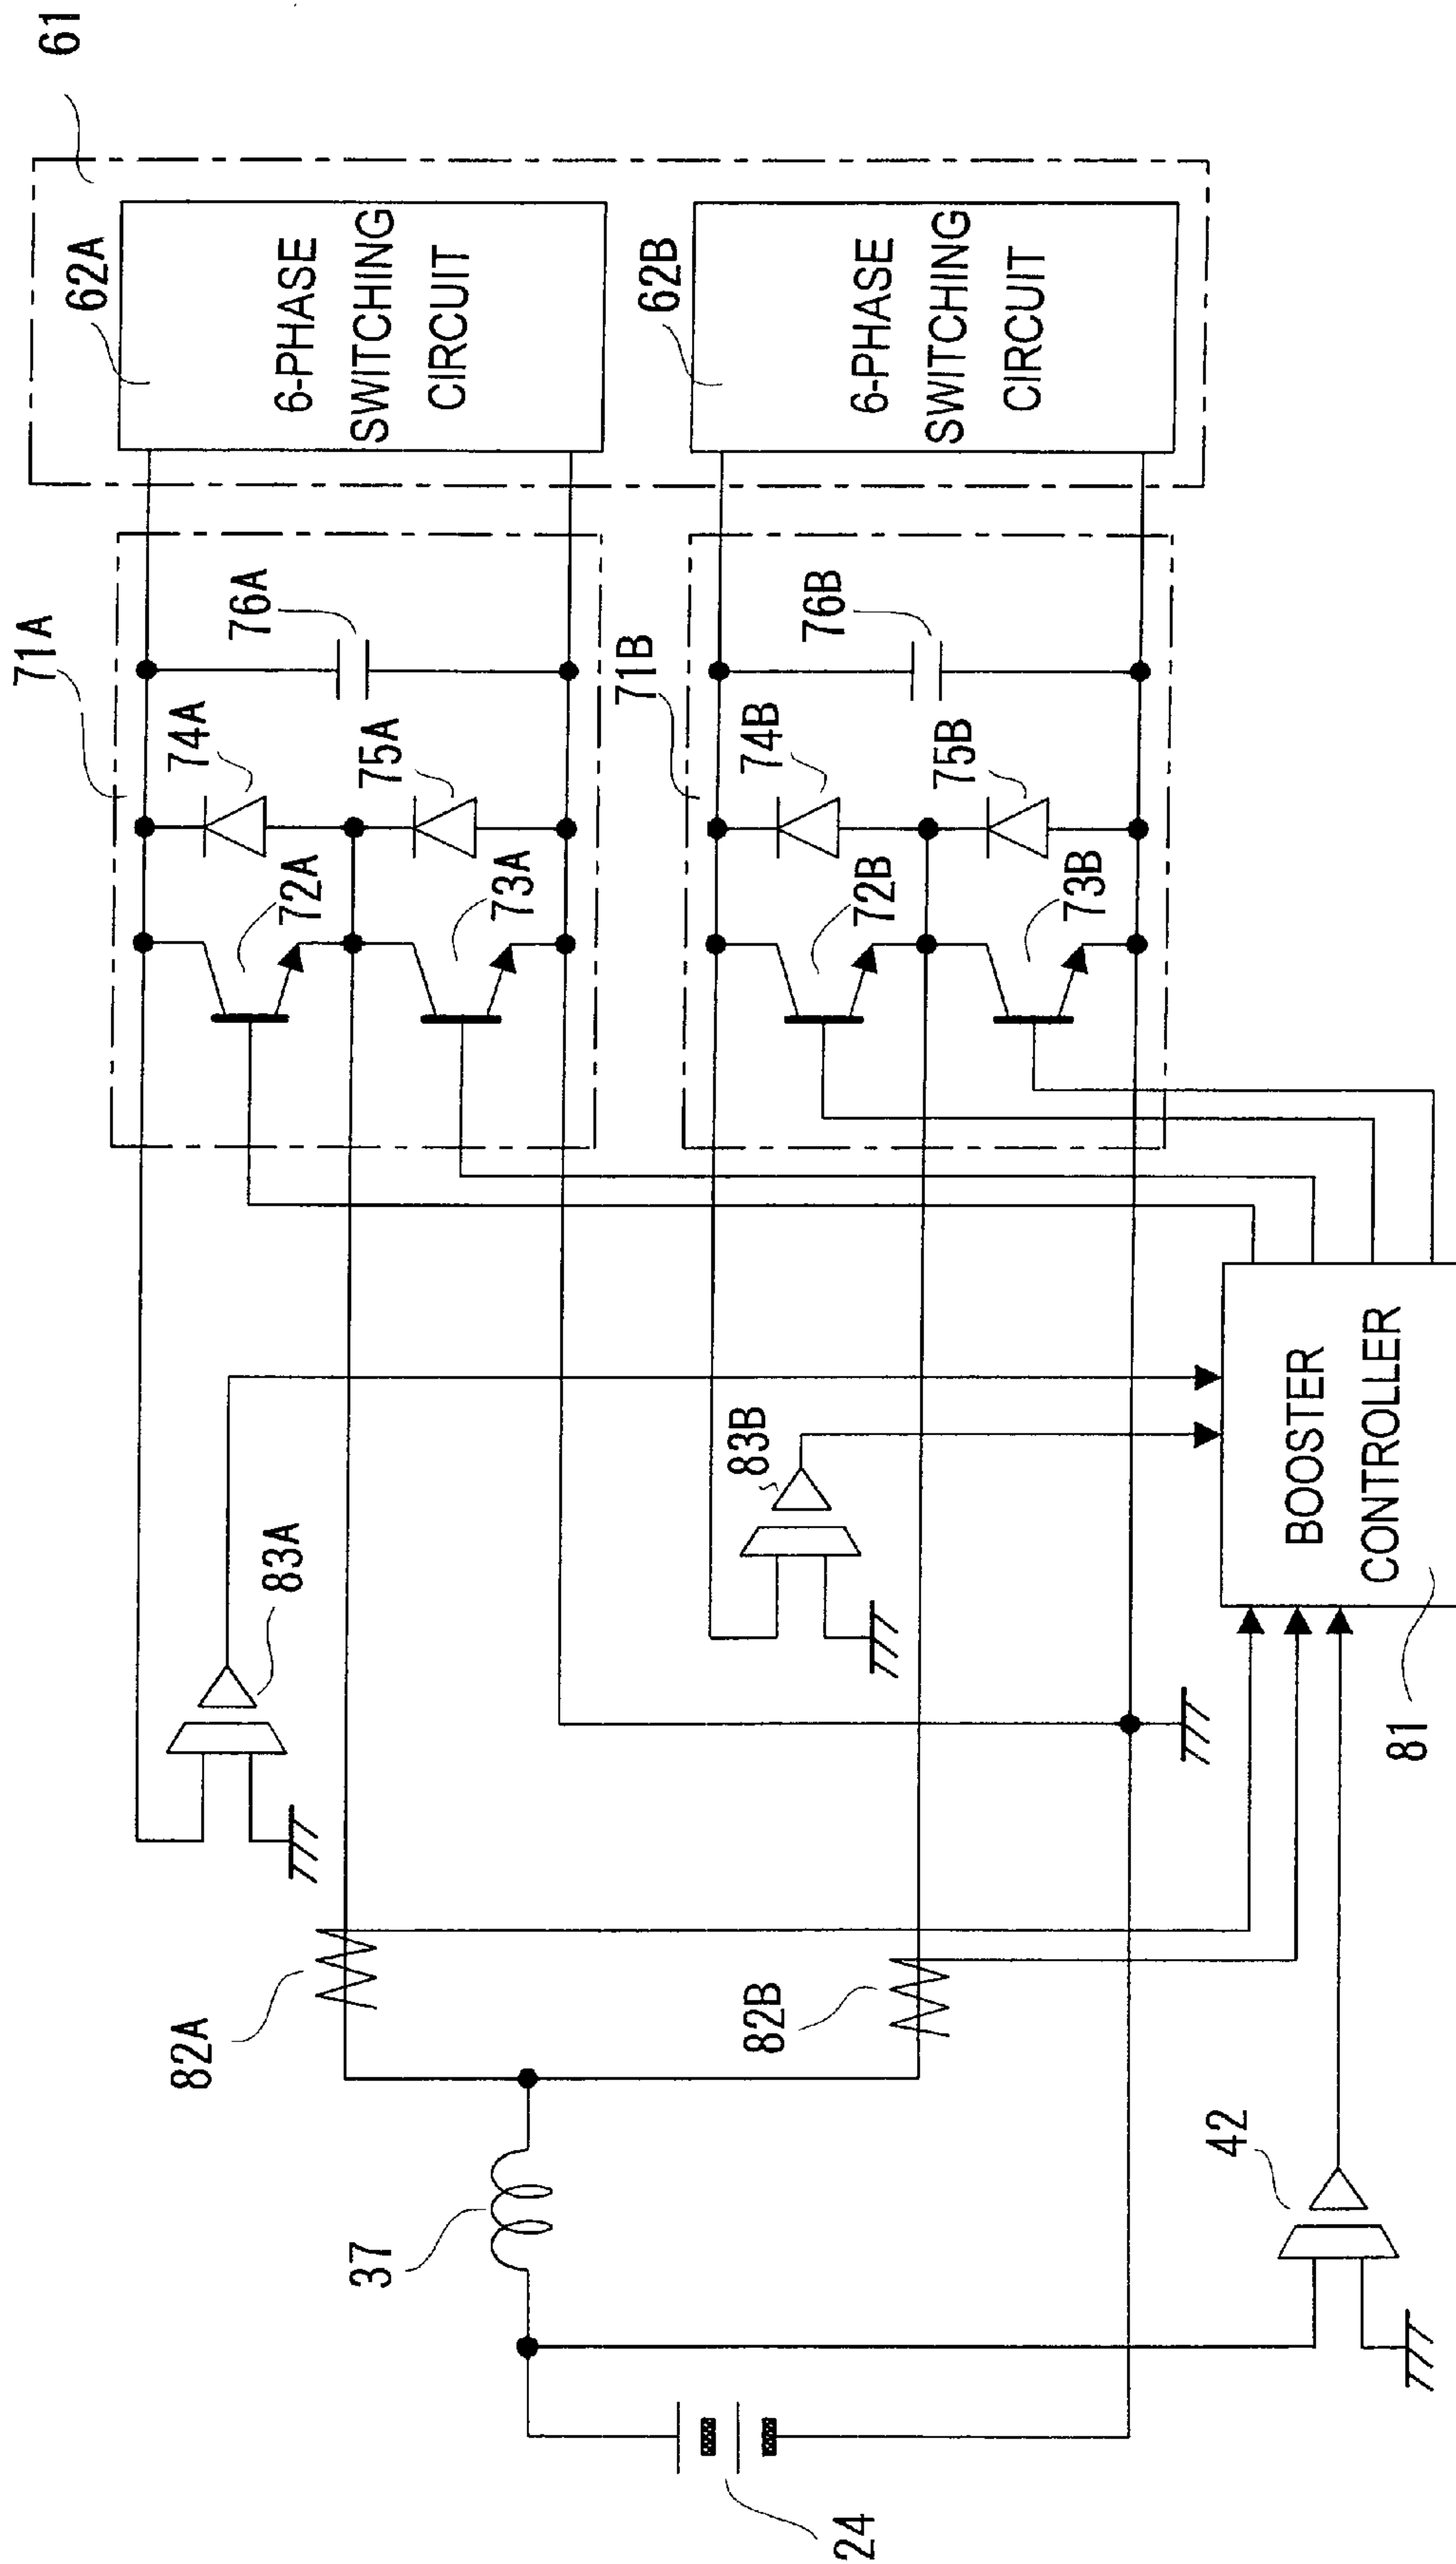 61
62A
6-PHASE
SWITCHING
CIRCUIT
62B
6-PHASE
SWITCHING
CIRCUIT
71A
76A
74A
75A
72A
73A
71B
76B
74B
75B
72B
73B
83A
83B
BOOSTER
CONTROLLER
81
82A
82B
37
42
24